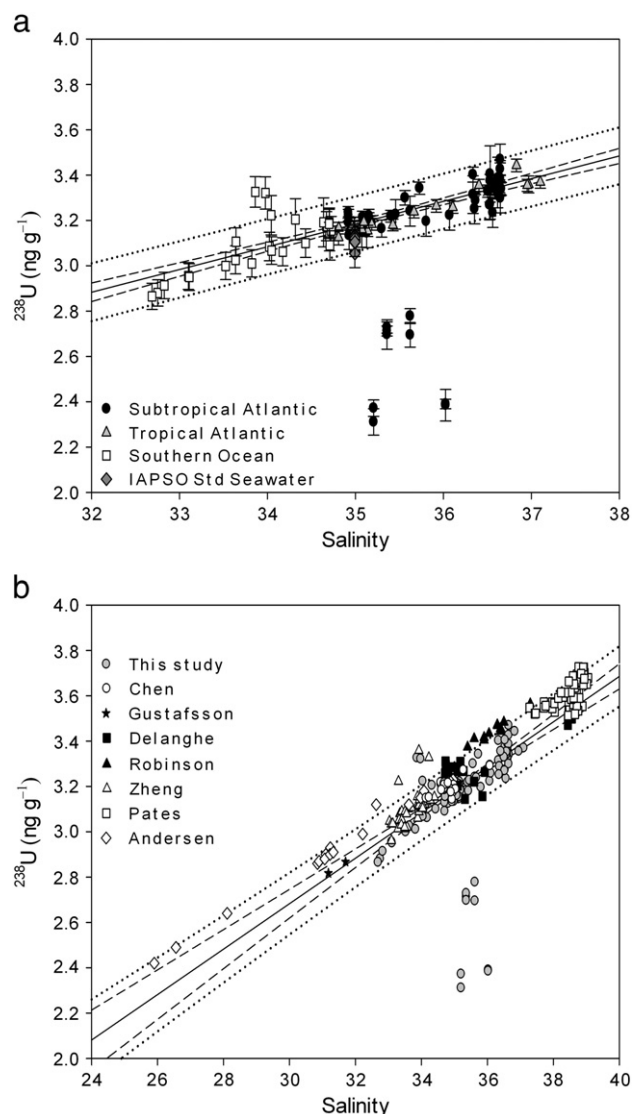 a
4.0
3.8
3.6
3.4
3.2
3.0
2.8
2.6
2.4
2.2
2.0
²³⁸U (ng g⁻¹)
Subtropical Atlantic
Tropical Atlantic
Southern Ocean
IAPSO Std Seawater
32 33 34 35 36 37 38
Salinity
b
4.0
3.8
3.6
3.4
3.2
3.0
2.8
2.6
2.4
2.2
2.0
²³⁸U (ng g⁻¹)
This study
Chen
Gustafsson
Delanghe
Robinson
Zheng
Pates
Andersen
24 26 28 30 32 34 36 38 40
Salinity